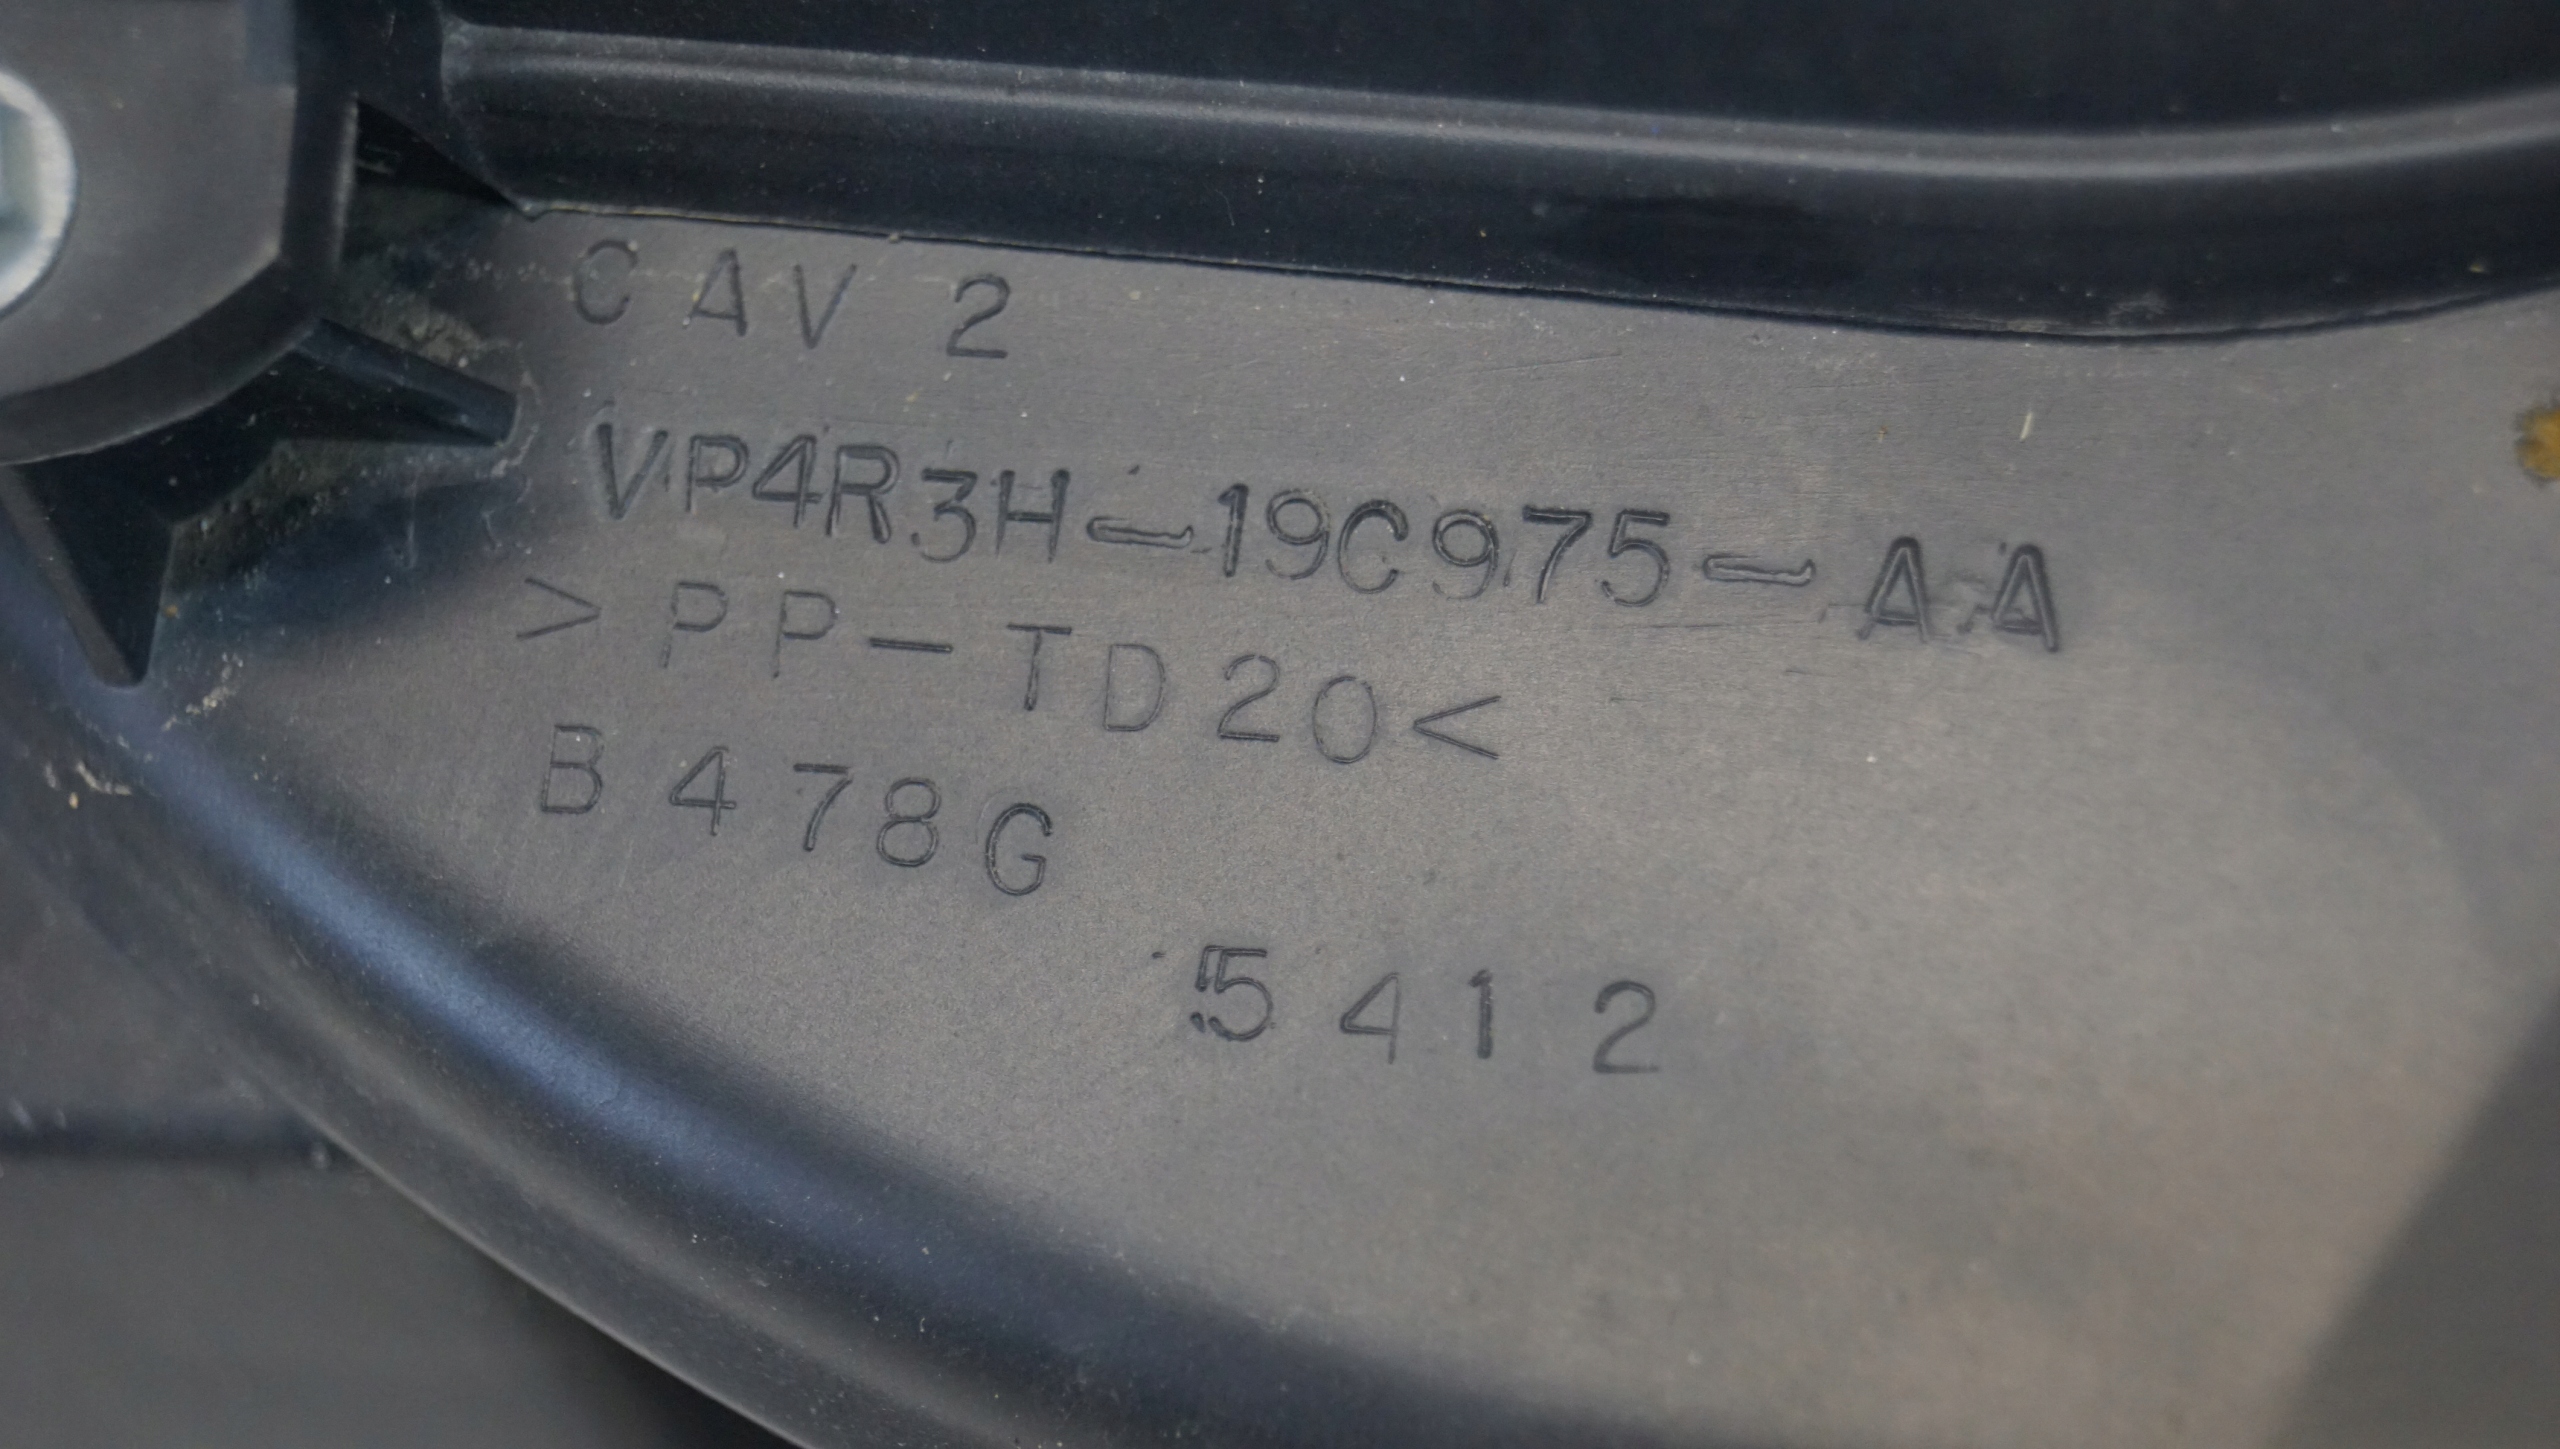 CAV 2
VP4R3H-19C975-AA
>PP-TD20<
B478G
5412